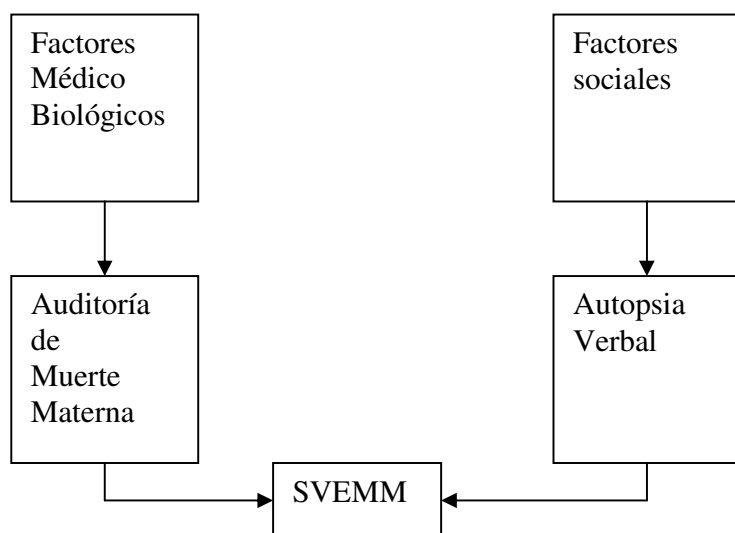 Factores
Médico
Biológicos
Factores
sociales
Auditoría
de
Muerte
Materna
Autopsia
Verbal
SVEMM